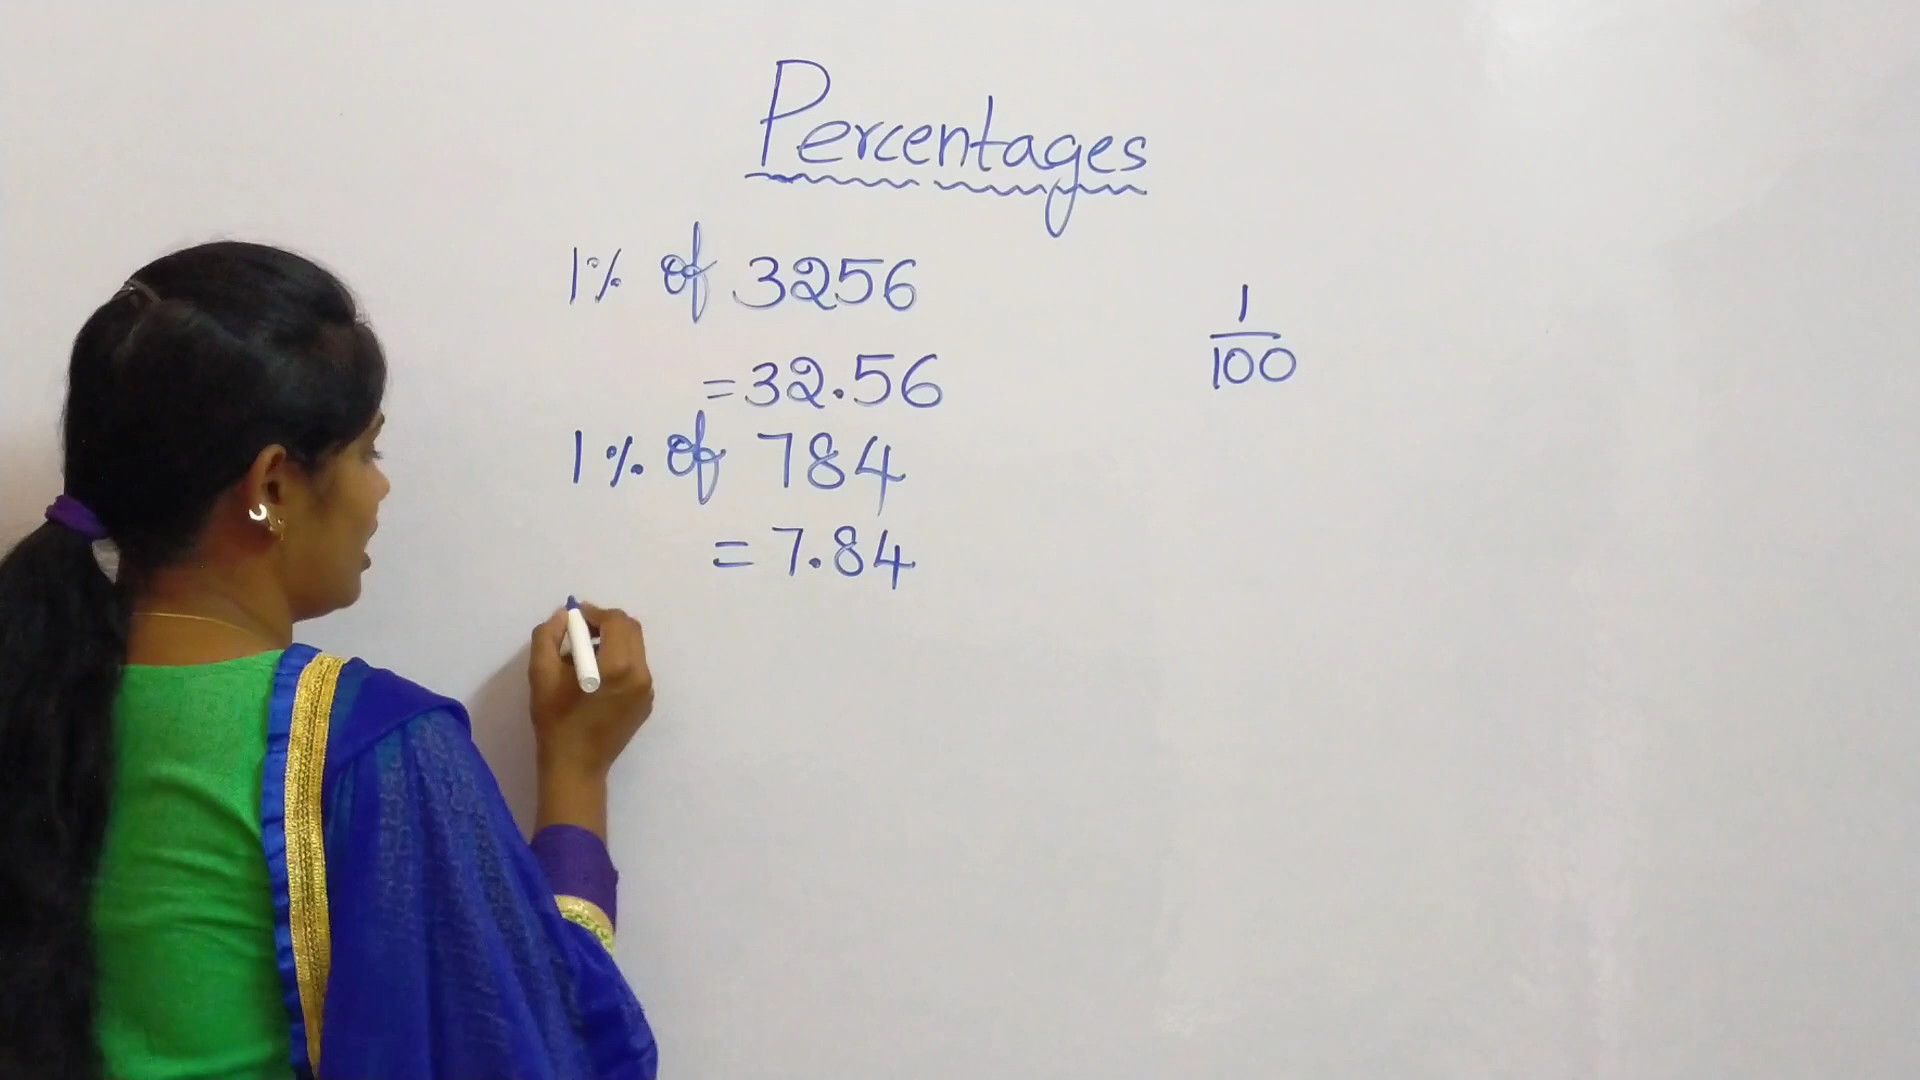 Percentages
1% of 3256
= 32.56
1% of 784
= 7.84
1
100